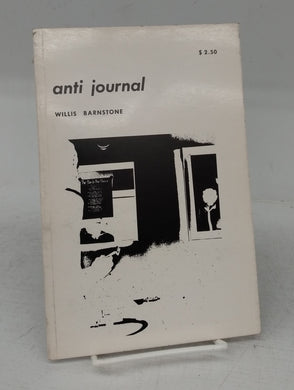 $ 2.50
anti journal
WILLIS BARNSTONE